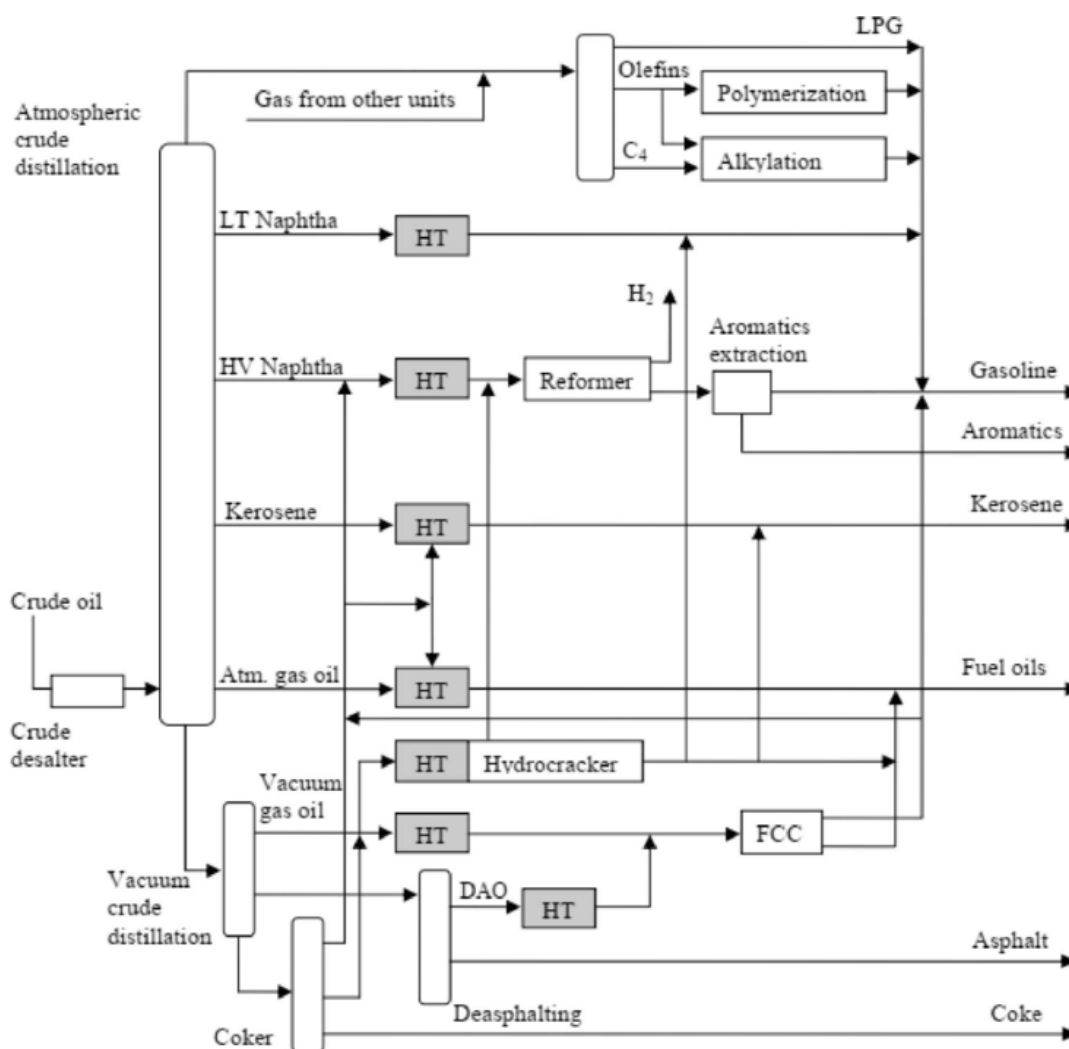 LPG
Olefins
Polymerization
Gas from other units
Atmospheric
crude
distillation
C4
Alkylation
LT Naphtha
HT
H2
Aromatics
extraction
HV Naphtha
HT
Reformer
Gasoline
Aromatics
Kerosene
HT
Kerosene
Crude oil
Atm. gas oil
HT
Fuel oils
Crude
desalter
HT
Hydrocracker
Vacuum
gas oil
HT
FCC
Vacuum
crude
distillation
DAO
HT
Asphalt
Deasphalting
Coke
Coker